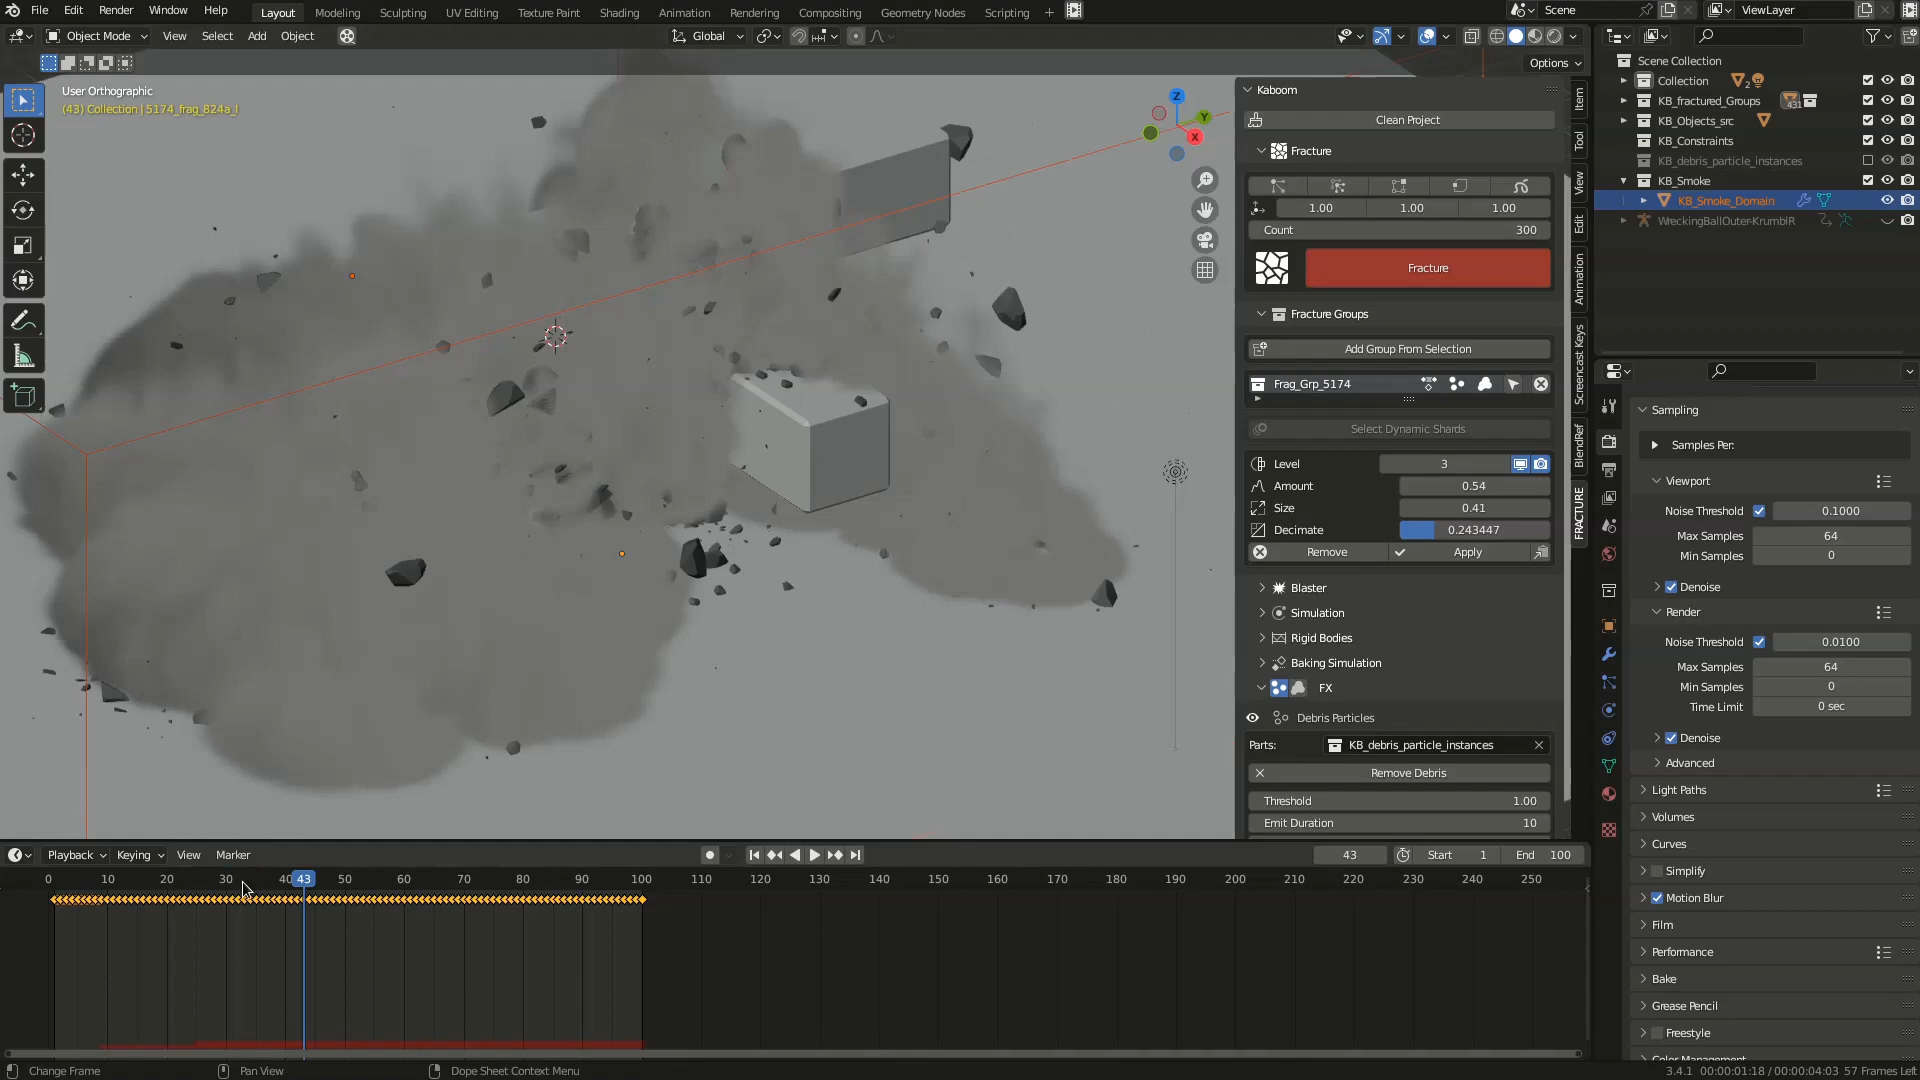 File Edit Render Window Help
Layout Modeling Sculpting UV Editing Texture Paint Shading Animation Rendering Compositing Geometry Nodes Scripting +
Scene
ViewLayer
Object Mode View Select Add Object
Global
Options
User Orthographic
(43) Collection | 5174_frag_824a_l
Z
Y
X
Kaboom
Clean Project
Fracture
1.00 1.00 1.00
Count 300
Fracture
Fracture Groups
Add Group From Selection
Frag_Grp_5174
Select Dynamic Shards
Level 3
Amount 0.54
Size 0.41
Decimate 0.243447
Remove Apply
Blaster
Simulation
Rigid Bodies
Baking Simulation
FX
Debris Particles
Parts: KB_debris_particle_instances
Remove Debris
Threshold 1.00
Emit Duration 10
Item
Tool
View
Edit
Animation
Screencast Keys
BlendRef
FRACTURE
Scene Collection
Collection 2
KB_fractured_Groups 431
KB_Objects_src
KB_Constraints
KB_debris_particle_instances
KB_Smoke
KB_Smoke_Domain
WreckingBallOuter-KrumblR
Sampling
Samples Per:
Viewport
Noise Threshold 0.1000
Max Samples 64
Min Samples 0
Denoise
Render
Noise Threshold 0.0100
Max Samples 64
Min Samples 0
Time Limit 0 sec
Denoise
Advanced
Light Paths
Volumes
Curves
Simplify
Motion Blur
Film
Performance
Bake
Grease Pencil
Freestyle
Color Management
Playback Keying View Marker
43 Start 1 End 100
0 10 20 30 40 43 50 60 70 80 90 100 110 120 130 140 150 160 170 180 190 200 210 220 230 240 250
Change Frame Pan View Dope Sheet Context Menu
3.4.1 00:00:01:18 / 00:00:04:03 57 Frames Left